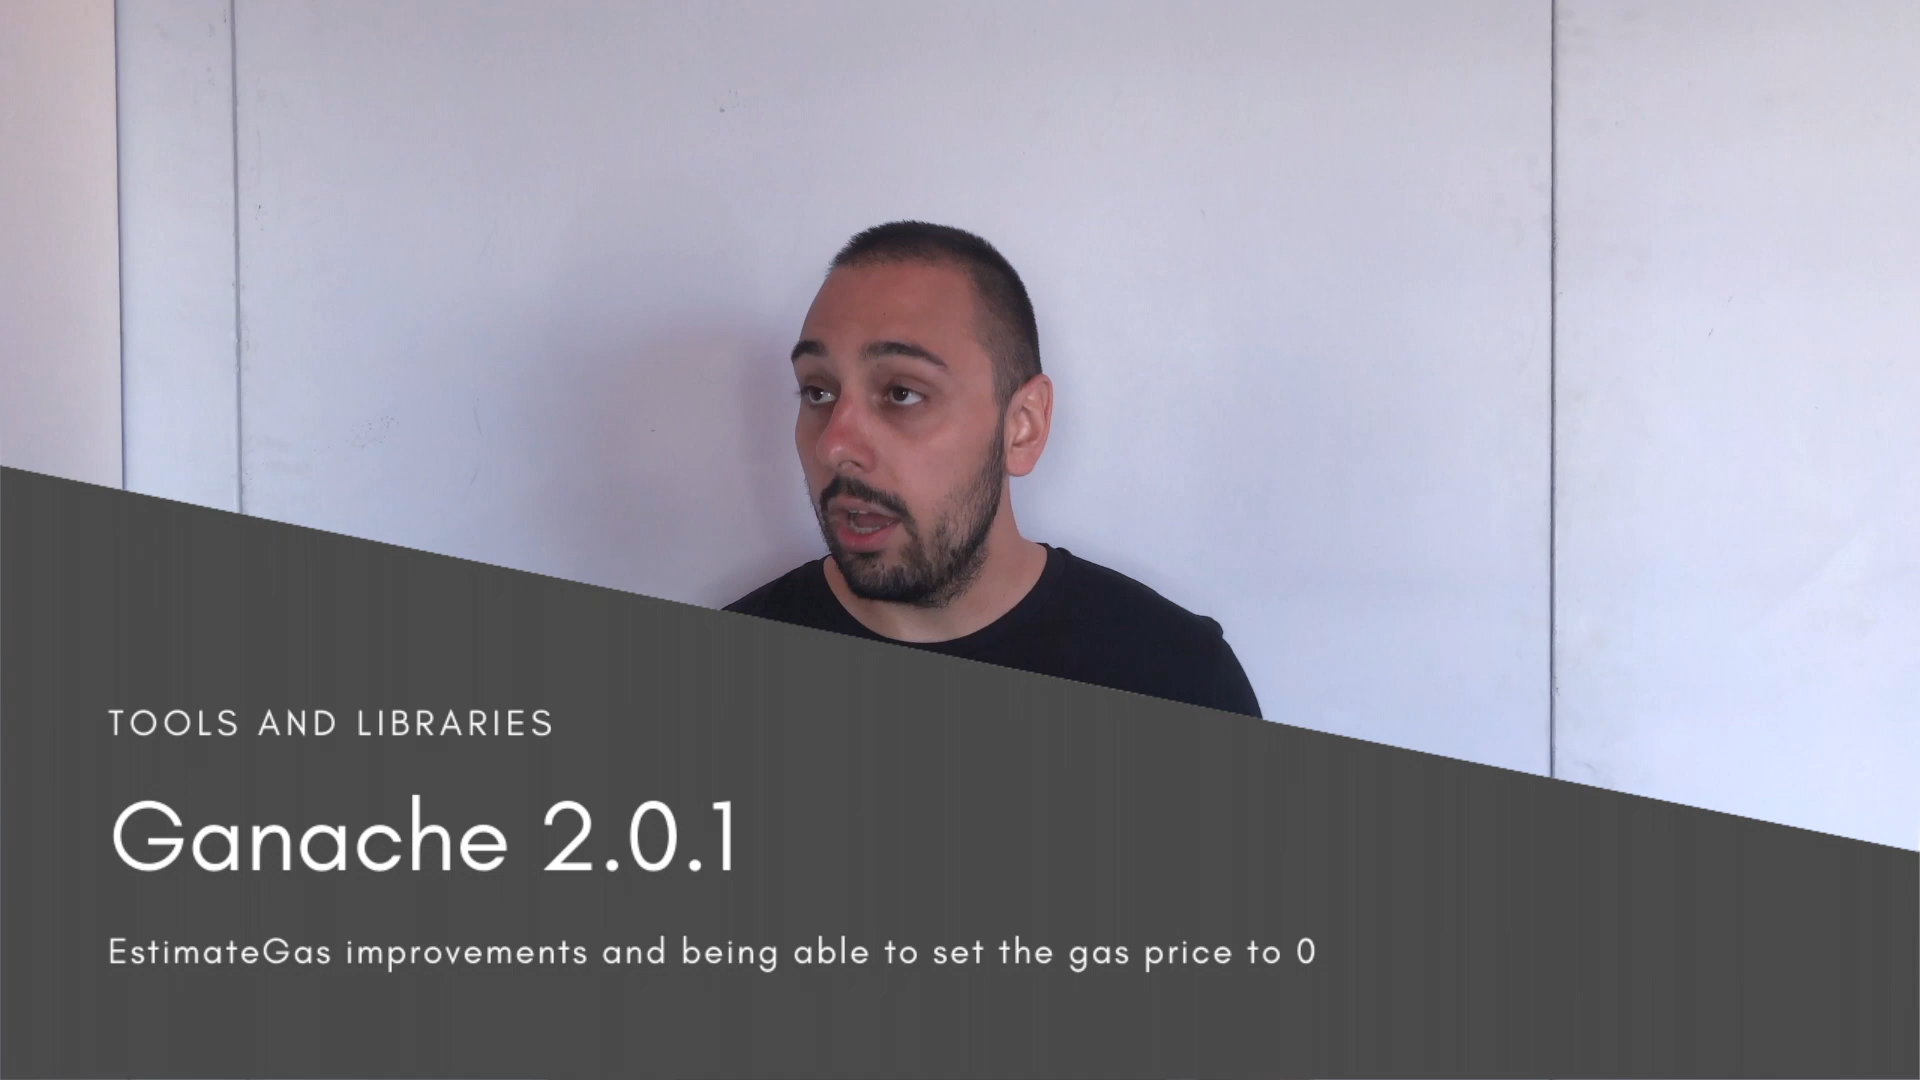 TOOLS AND LIBRARIES
Ganache 2.0.1
EstimateGas improvements and being able to set the gas price to 0